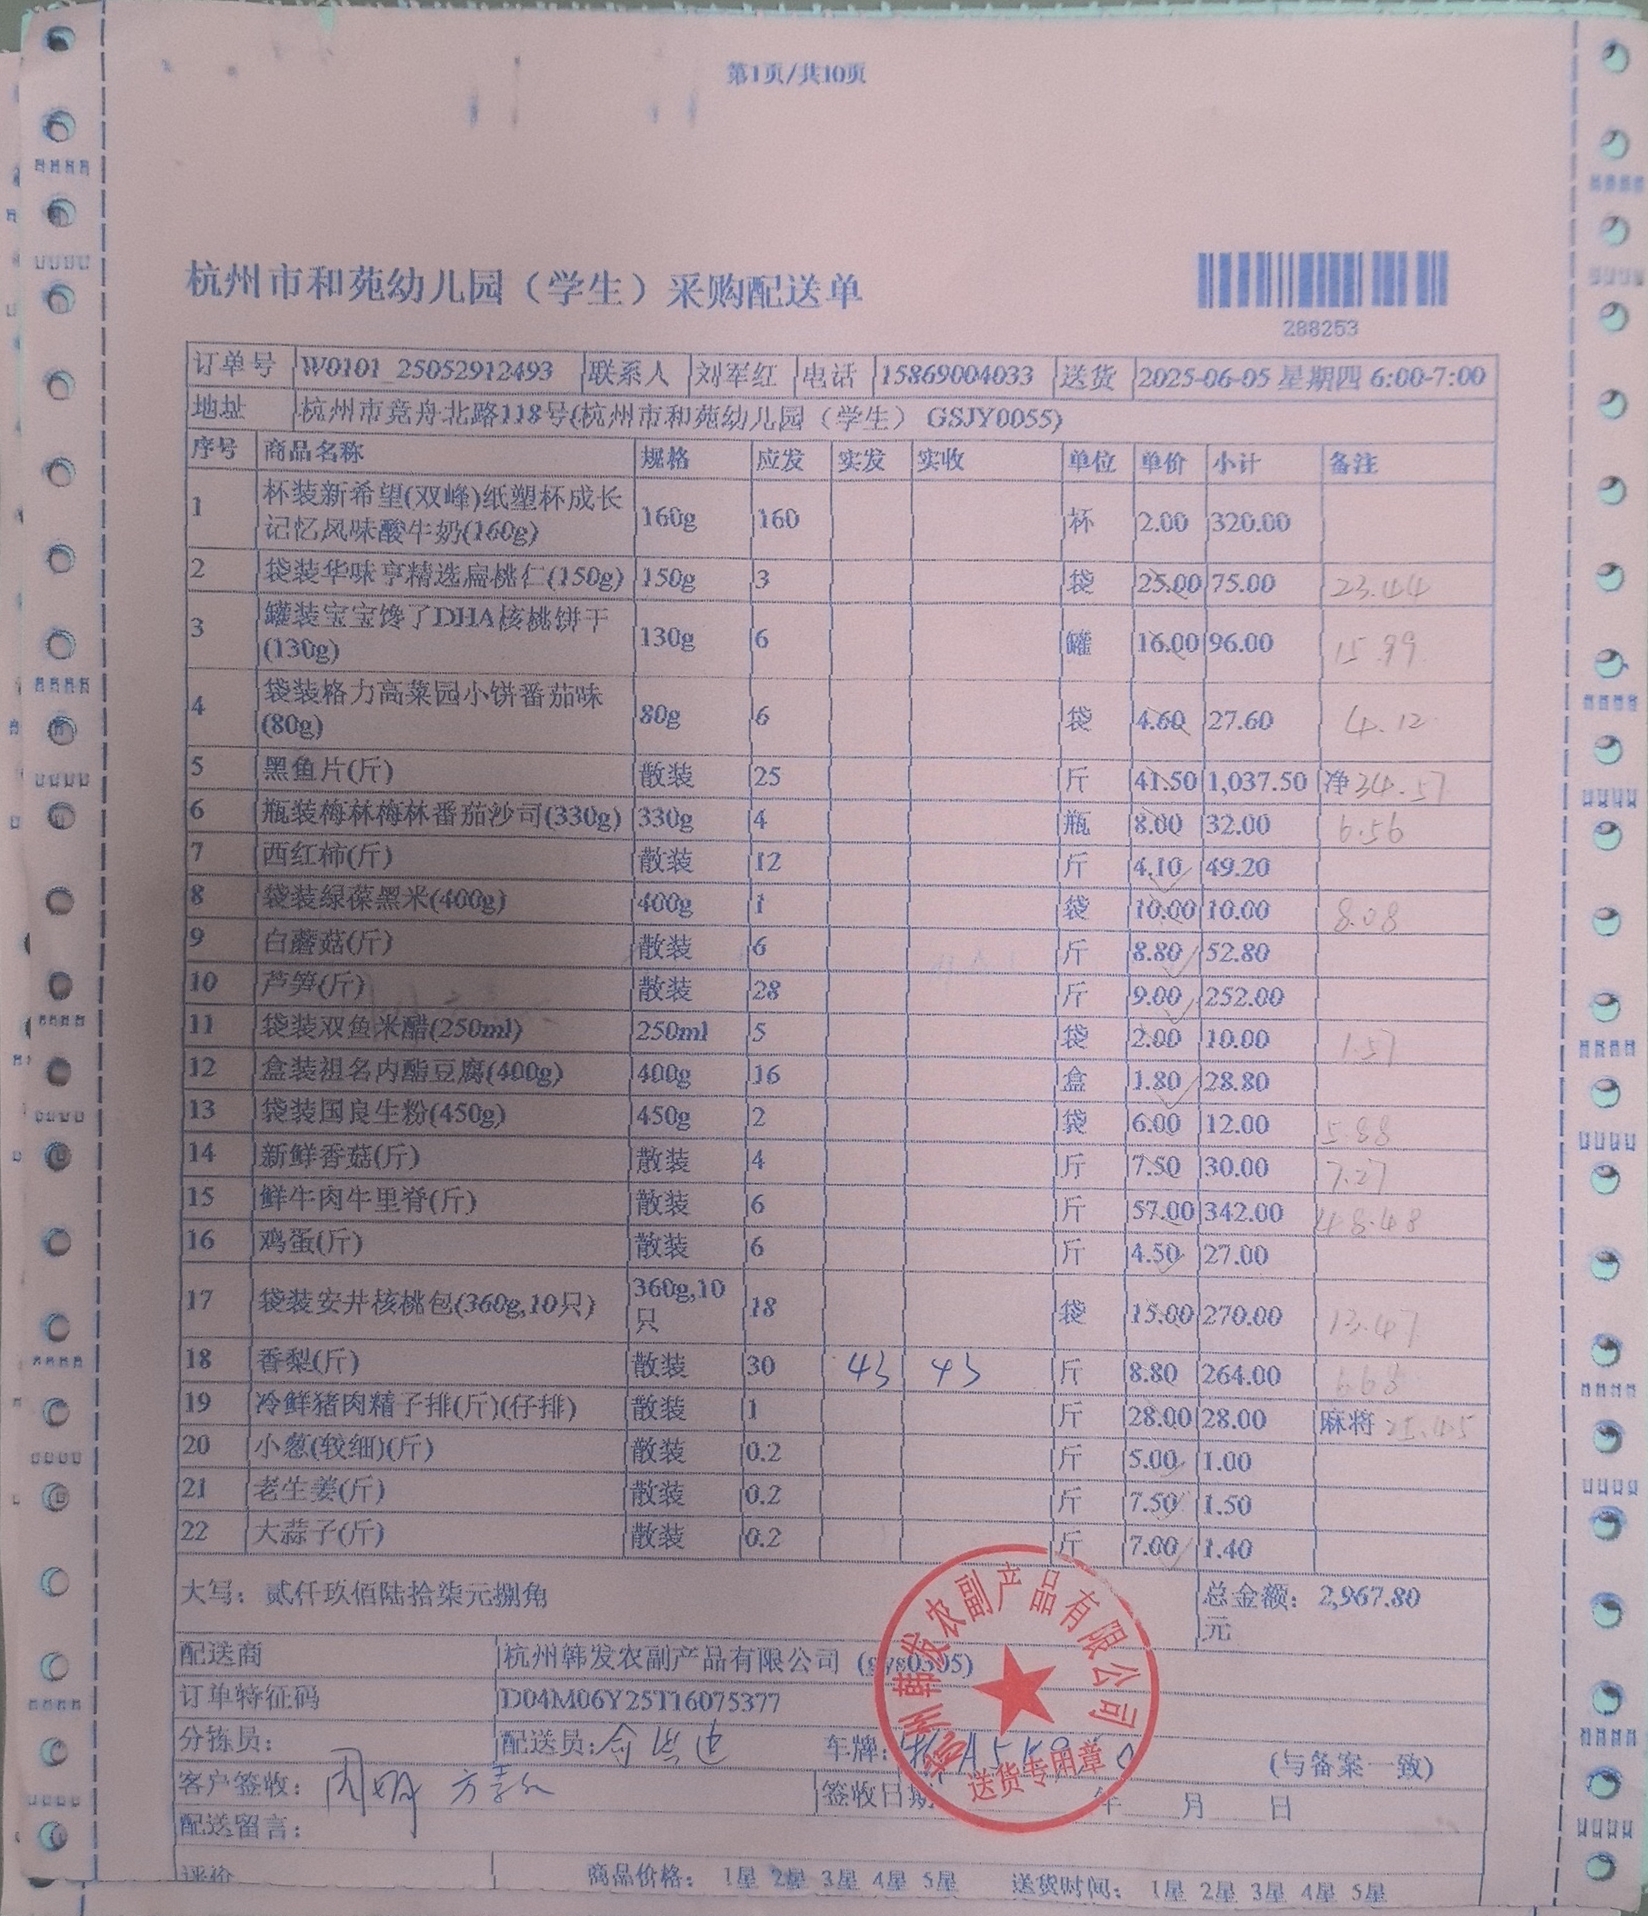 第1页/共10页
杭州市和苑幼儿园（学生）采购配送单
288253
订单号 W0101_25052912493 联系人 刘军红 电话 15869004033 送货 2025-06-05 星期四 6:00-7:00
地址 杭州市竞舟北路118号(杭州市和苑幼儿园（学生） GSJY0055)
序号 商品名称 规格 应发 实发 实收 单位 单价 小计 备注
1 杯装新希望(双峰)纸塑杯成长 160g 160 杯 2.00 320.00
记忆风味酸牛奶(160g)
2 袋装华味亨精选扁桃仁(150g) 150g 3 袋 25.00 75.00 23.44
3 罐装宝宝馋了DHA核桃饼干 130g 6 罐 16.00 96.00 15.99
(130g)
4 袋装格力高菜园小饼番茄味 80g 6 袋 4.60 27.60 4.12
(80g)
5 黑鱼片(斤) 散装 25 斤 41.50 1,037.50 净 34.57
6 瓶装梅林梅林番茄沙司(330g) 330g 4 瓶 8.00 32.00 6.56
7 西红柿(斤) 散装 12 斤 4.10 49.20
8 袋装绿葆黑米(400g) 400g 1 袋 10.00 10.00 8.08
9 白蘑菇(斤) 散装 6 斤 8.80 52.80
10 芦笋(斤) 散装 28 斤 9.00 252.00
11 袋装双鱼米醋(250ml) 250ml 5 袋 2.00 10.00 1.57
12 盒装祖名内酯豆腐(400g) 400g 16 盒 1.80 28.80
13 袋装国良生粉(450g) 450g 2 袋 6.00 12.00 5.88
14 新鲜香菇(斤) 散装 4 斤 7.50 30.00 7.27
15 鲜牛肉牛里脊(斤) 散装 6 斤 57.00 342.00 48.48
16 鸡蛋(斤) 散装 6 斤 4.50 27.00
17 袋装安井核桃包(360g,10只) 360g,10只 18 袋 15.00 270.00 13.47
18 香梨(斤) 散装 30 43 43 斤 8.80 264.00 6.68
19 冷鲜猪肉精子排(斤)(仔排) 散装 1 斤 28.00 28.00 麻将
20 小葱(较细)(斤) 散装 0.2 斤 5.00 1.00
21 老生姜(斤) 散装 0.2 斤 7.50 1.50
22 大蒜子(斤) 散装 0.2 斤 7.00 1.40
大写：贰仟玖佰陆拾柒元捌角 总金额：2,967.80
元
配送商 杭州韩发农副产品有限公司 (gys0305)
订单特征码 D04M06Y25T16075377
分拣员： 配送员： 车牌： (与备案一致)
客户签收： 签收日期 年 月 日
配送留言：
评价 商品价格： 1星 2星 3星 4星 5星 送货时间： 1星 2星 3星 4星 5星
杭州韩发农副产品有限公司
送货专用章